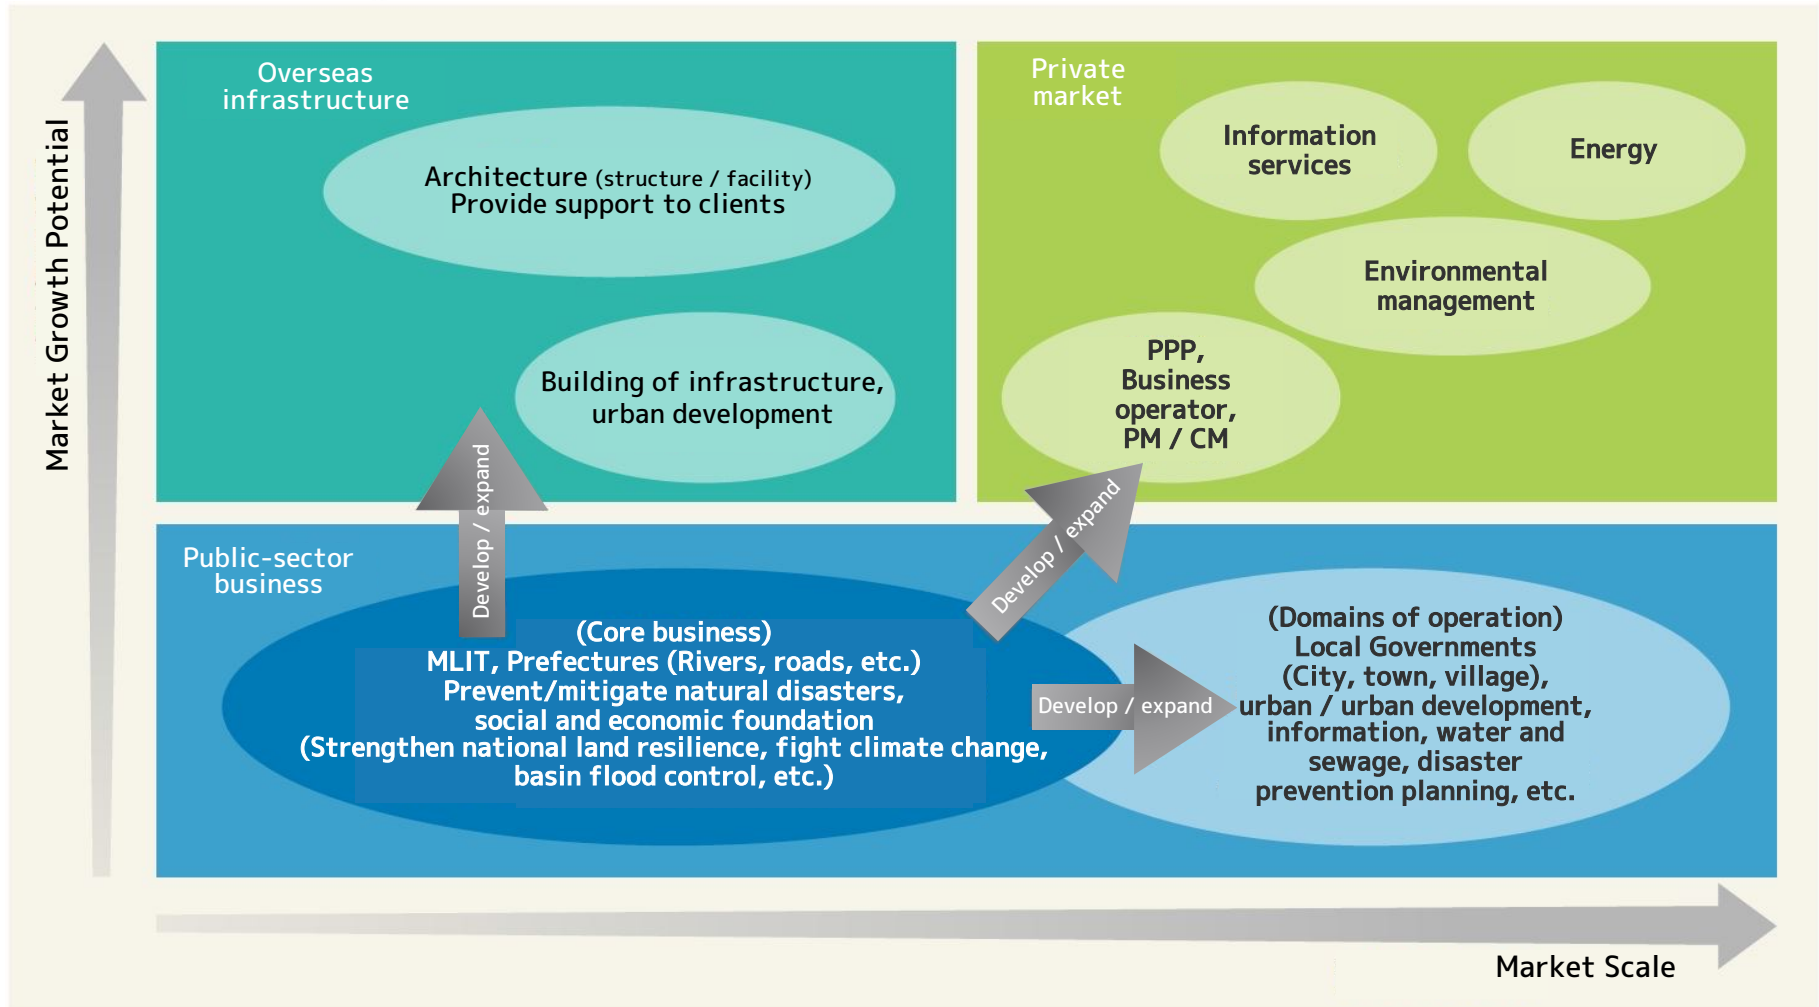 Market Growth Potential
Overseas
infrastructure
Architecture (structure / facility)
Provide support to clients
Building of infrastructure,
urban development
Private
market
Information
services
Energy
Environmental
management
PPP,
Business
operator,
PM / CM
Develop / expand
Develop / expand
Public-sector
business
(Core business)
MLIT, Prefectures (Rivers, roads, etc.)
Prevent/mitigate natural disasters,
social and economic foundation
(Strengthen national land resilience, fight climate change,
basin flood control, etc.)
Develop / expand
(Domains of operation)
Local Governments
(City, town, village),
urban / urban development,
information, water and
sewage, disaster
prevention planning, etc.
Market Scale